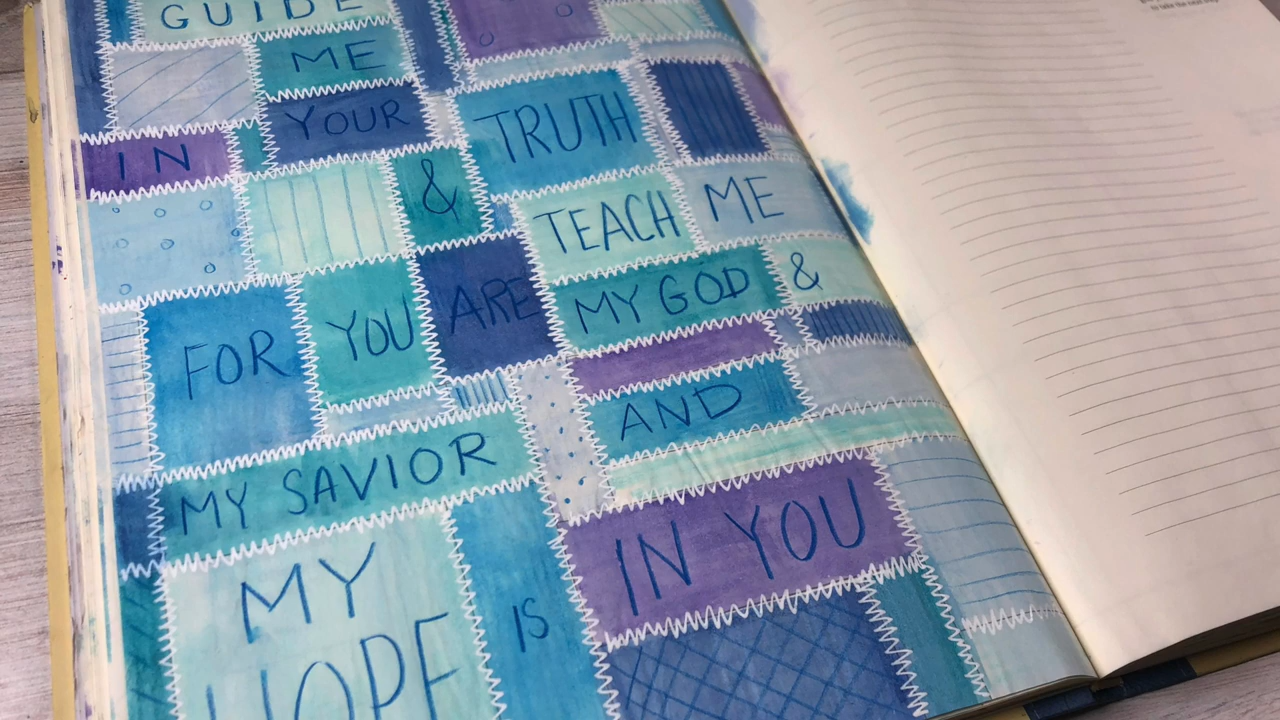 GUIDE
ME
IN YOUR
TRUTH
&
TEACH ME
FOR YOU ARE
MY GOD &
MY SAVIOR
AND
MY
HOPE
IS
IN YOU